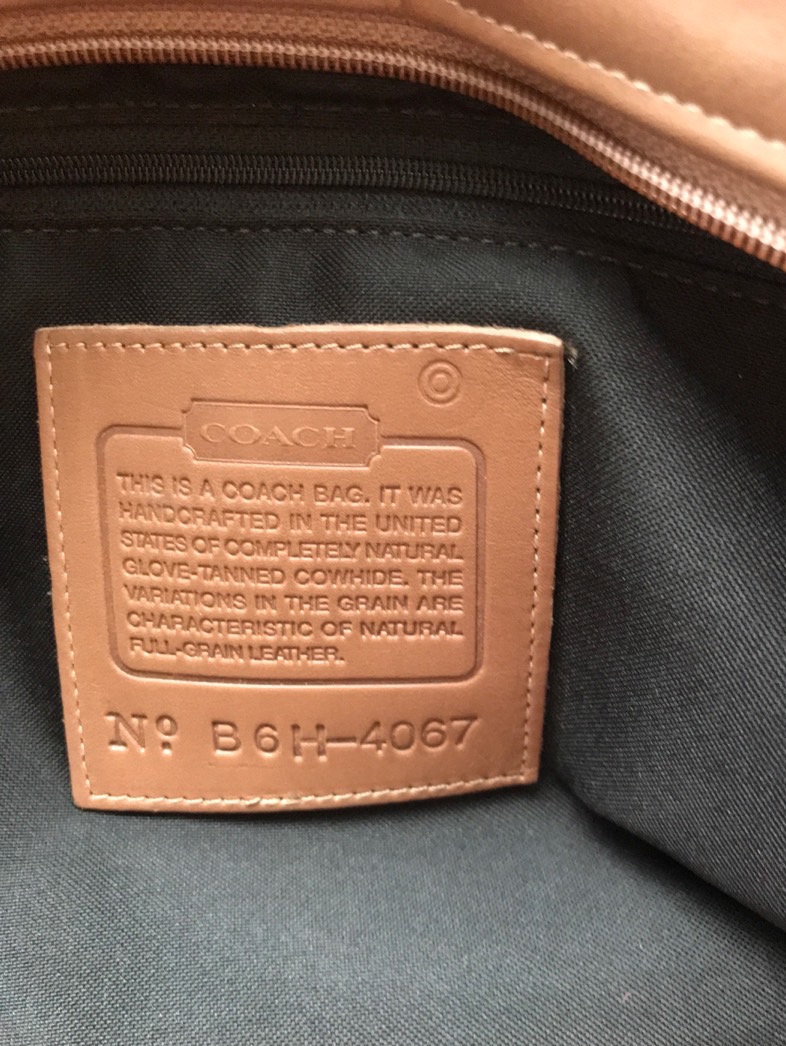 ©
COACH
THIS IS A COACH BAG. IT WAS
HANDCRAFTED IN THE UNITED
STATES OF COMPLETELY NATURAL
GLOVE-TANNED COWHIDE. THE
VARIATIONS IN THE GRAIN ARE
CHARACTERISTIC OF NATURAL
FULL-GRAIN LEATHER.
Nº B6H-4067